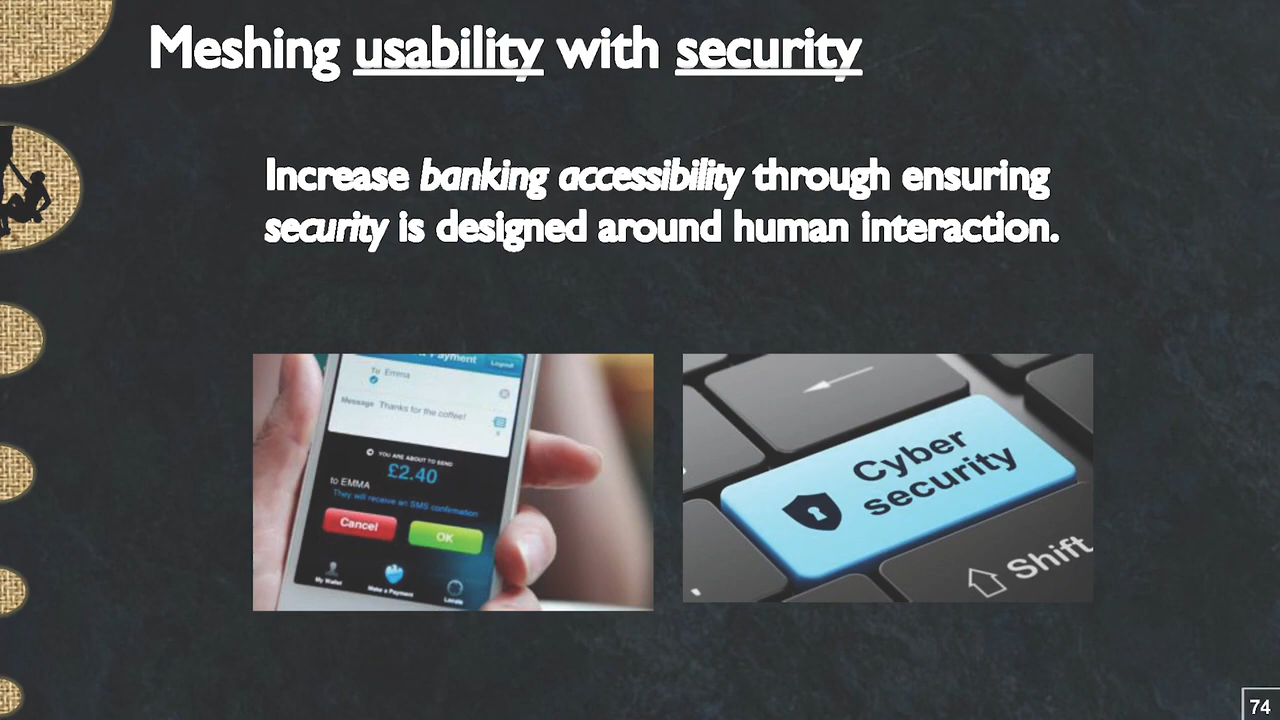 Meshing usability with security
Increase banking accessibility through ensuring
security is designed around human interaction.
Payment
Logout
To Emma
Message Thanks for the coffee!
YOU ARE ABOUT TO SEND
£2.40
to EMMA
They will receive an SMS confirmation
Cancel
OK
My Wallet
Make a Payment
Locate
Cyber
security
Shift
74